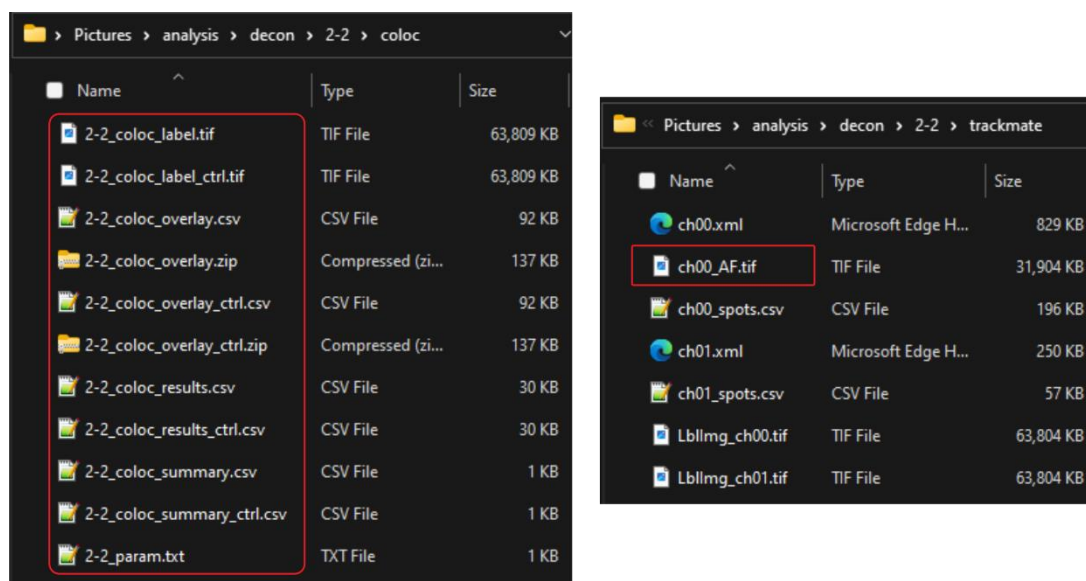 > Pictures > analysis > decon > 2-2 > coloc
Name Type Size
2-2_coloc_label.tif TIF File 63,809 KB
2-2_coloc_label_ctrl.tif TIF File 63,809 KB
2-2_coloc_overlay.csv CSV File 92 KB
2-2_coloc_overlay.zip Compressed (zi... 137 KB
2-2_coloc_overlay_ctrl.csv CSV File 92 KB
2-2_coloc_overlay_ctrl.zip Compressed (zi... 137 KB
2-2_coloc_results.csv CSV File 30 KB
2-2_coloc_results_ctrl.csv CSV File 30 KB
2-2_coloc_summary.csv CSV File 1 KB
2-2_coloc_summary_ctrl.csv CSV File 1 KB
2-2_param.txt TXT File 1 KB
« Pictures > analysis > decon > 2-2 > trackmate
Name Type Size
ch00.xml Microsoft Edge H... 829 KB
ch00_AF.tif TIF File 31,904 KB
ch00_spots.csv CSV File 196 KB
ch01.xml Microsoft Edge H... 250 KB
ch01_spots.csv CSV File 57 KB
LblImg_ch00.tif TIF File 63,804 KB
LblImg_ch01.tif TIF File 63,804 KB